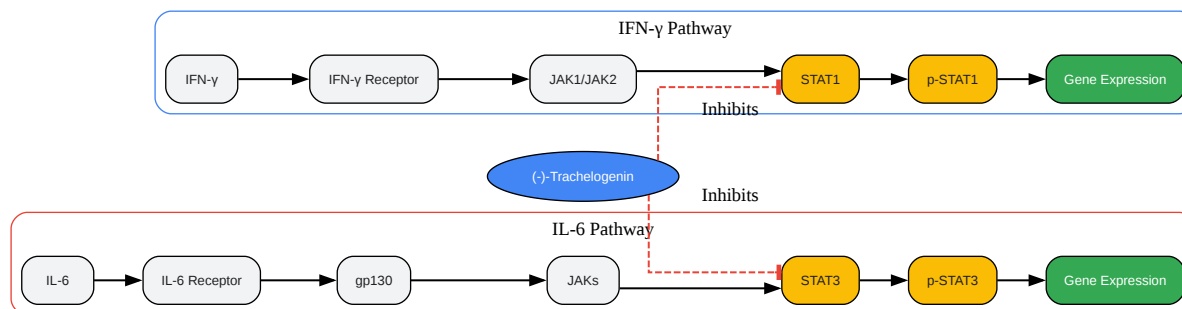 IFN-γ Pathway
IFN-γ
IFN-γ Receptor
JAK1/JAK2
STAT1
p-STAT1
Gene Expression
Inhibits
(-)-Trachelogenin
Inhibits
IL-6 Pathway
IL-6
IL-6 Receptor
gp130
JAKs
STAT3
p-STAT3
Gene Expression